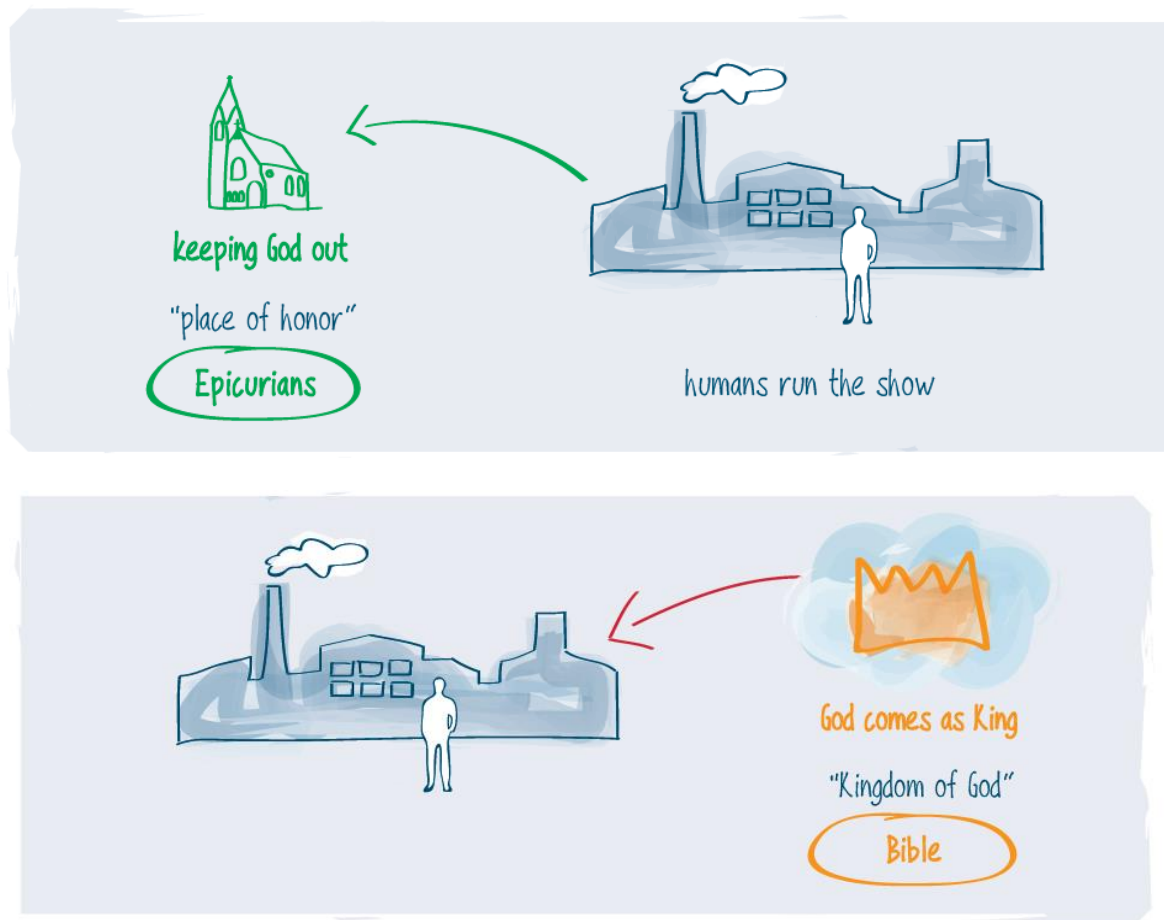 keeping God out
"place of honor"
Epicurians
humans run the show
God comes as King
"Kingdom of God"
Bible